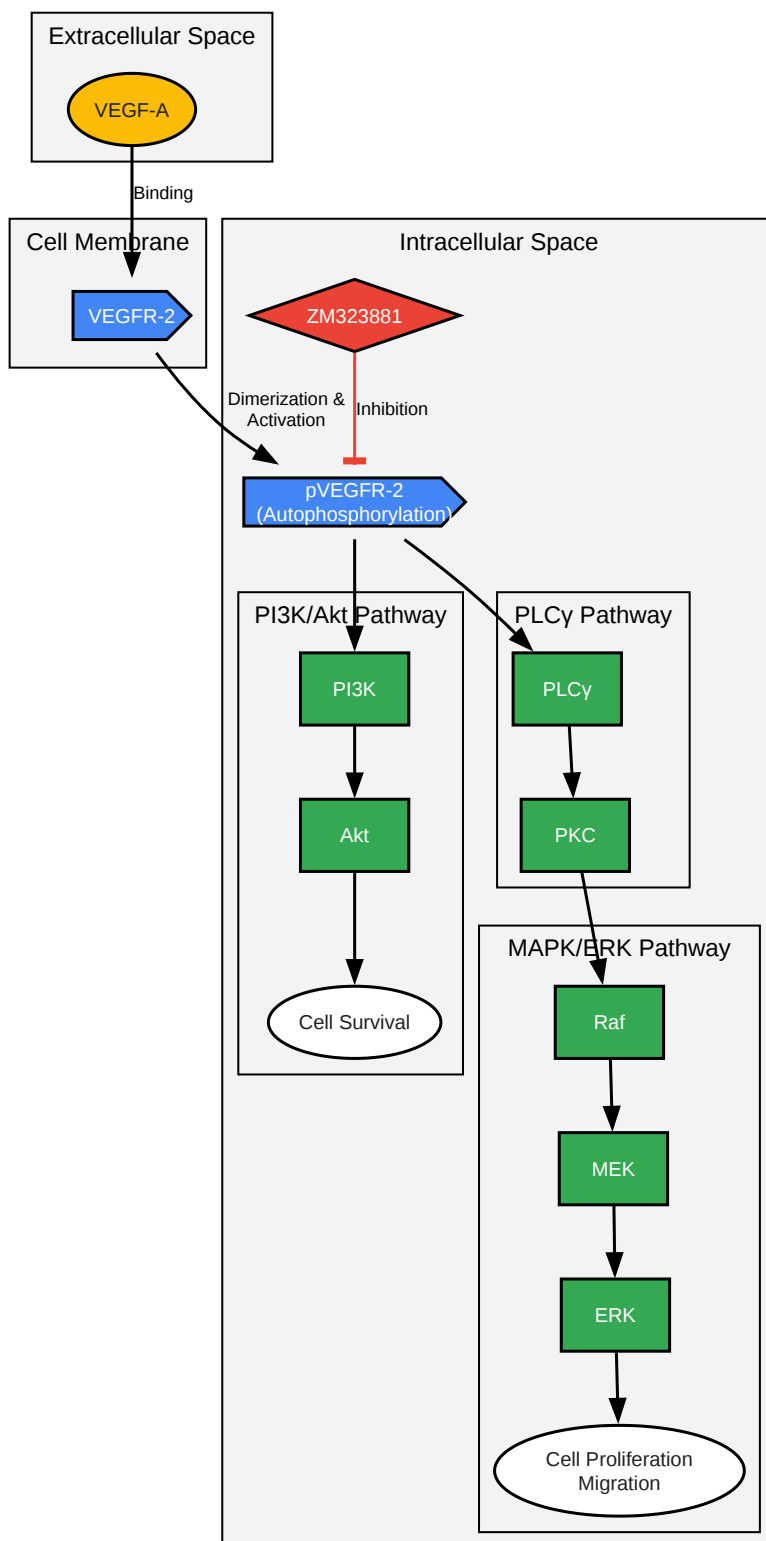 Extracellular Space
VEGF-A
Binding
Cell Membrane
VEGFR-2
Intracellular Space
ZM323881
Dimerization &
Activation
Inhibition
pVEGFR-2
(Autophosphorylation)
PI3K/Akt Pathway
PI3K
Akt
Cell Survival
PLCγ Pathway
PLCγ
PKC
MAPK/ERK Pathway
Raf
MEK
ERK
Cell Proliferation
Migration